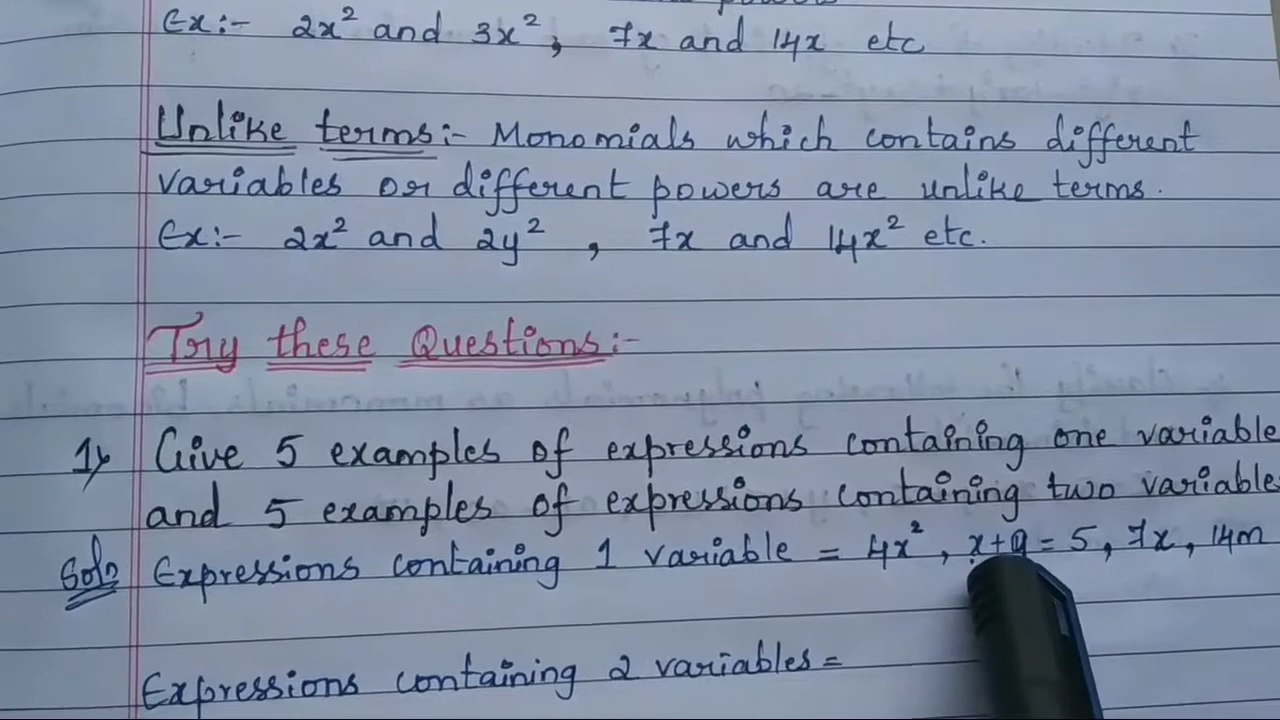 Ex:- 2x² and 3x², 7x and 14x etc
Unlike terms:- Monomials which contains different
variables or different powers are unlike terms.
Ex:- 2x² and 2y², 7x and 14x² etc.
Try these Questions:-
1) Give 5 examples of expressions containing one variable
and 5 examples of expressions containing two variable
Soln Expressions containing 1 variable = 4x², x+9=5, 7x, 14m
Expressions containing 2 variables =